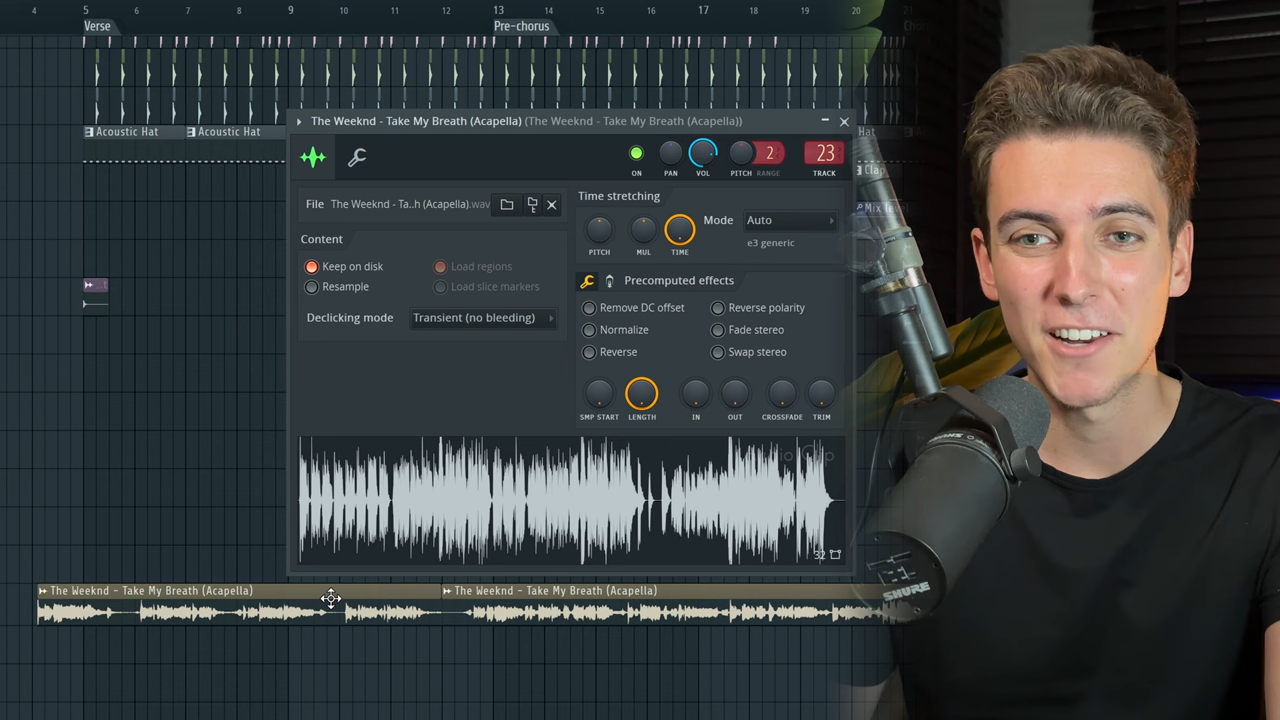 4 5 6 7 8 9 10 11 12 13 14 15 16 17 18 19 20 21
Verse Pre-chorus
Acoustic Hat Acoustic Hat Hat
The Weeknd - Take My Breath (Acapella) (The Weeknd - Take My Breath (Acapella))
ON PAN VOL PITCH 2 RANGE 23 TRACK
Clap
File The Weeknd - Ta..h (Acapella).wav
Content
Keep on disk Load regions
Resample Load slice markers
Declicking mode Transient (no bleeding)
Time stretching
Mode Auto
PITCH MUL TIME
e3 generic
Precomputed effects
Remove DC offset Reverse polarity
Normalize Fade stereo
Reverse Swap stereo
SMP START LENGTH IN OUT CROSSFADE TRIM
32
The Weeknd - Take My Breath (Acapella) The Weeknd - Take My Breath (Acapella)
SHURE